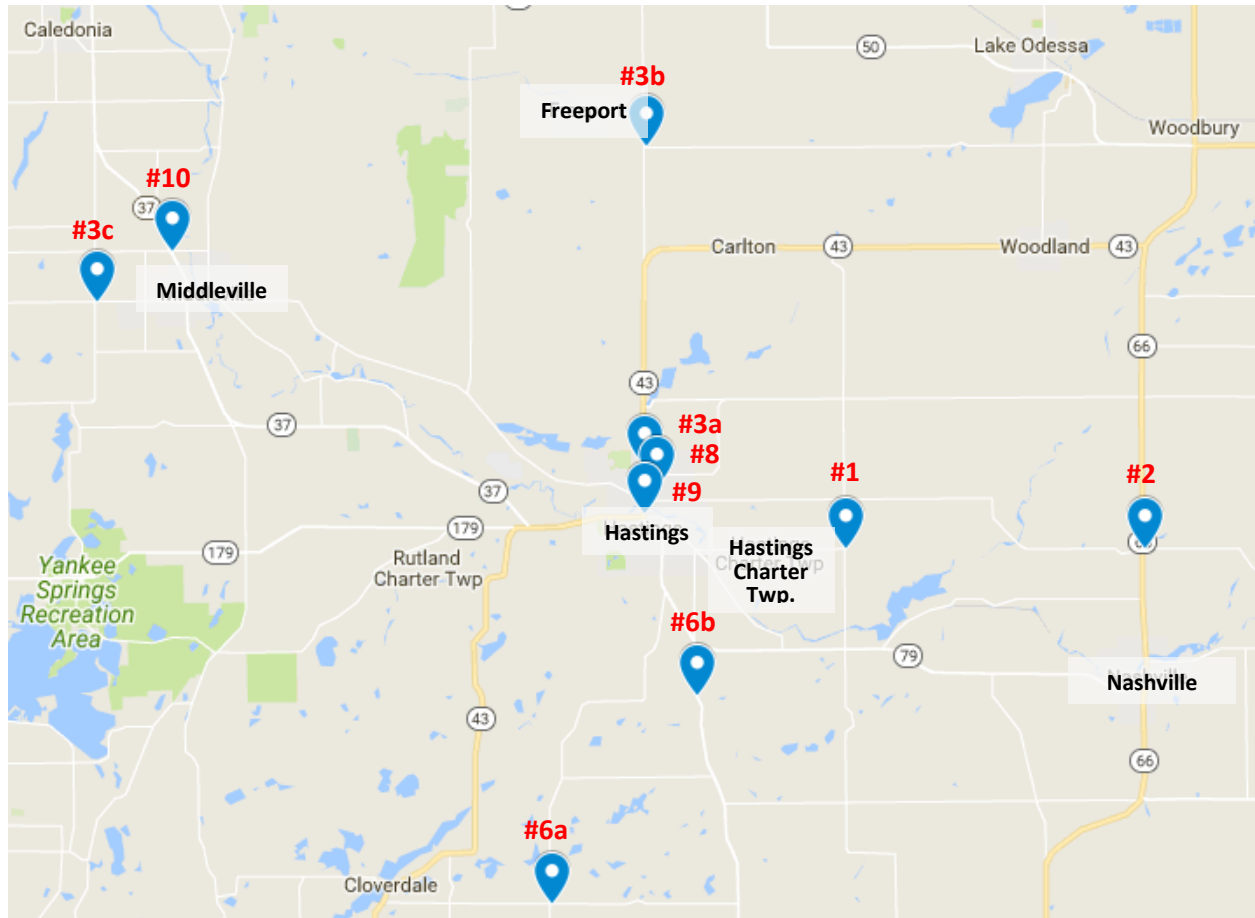 Caledonia
50
Lake Odessa
#3b
Freeport
Woodbury
#10
37
#3c
Carlton
43
Woodland
43
Middleville
66
43
#3a
37
#8
#1
#2
37
#9
179
Hastings
179
Rutland
Charter Twp
Hastings
Charter
Twp.
Yankee
Springs
Recreation
Area
#6b
79
Nashville
43
66
#6a
Cloverdale